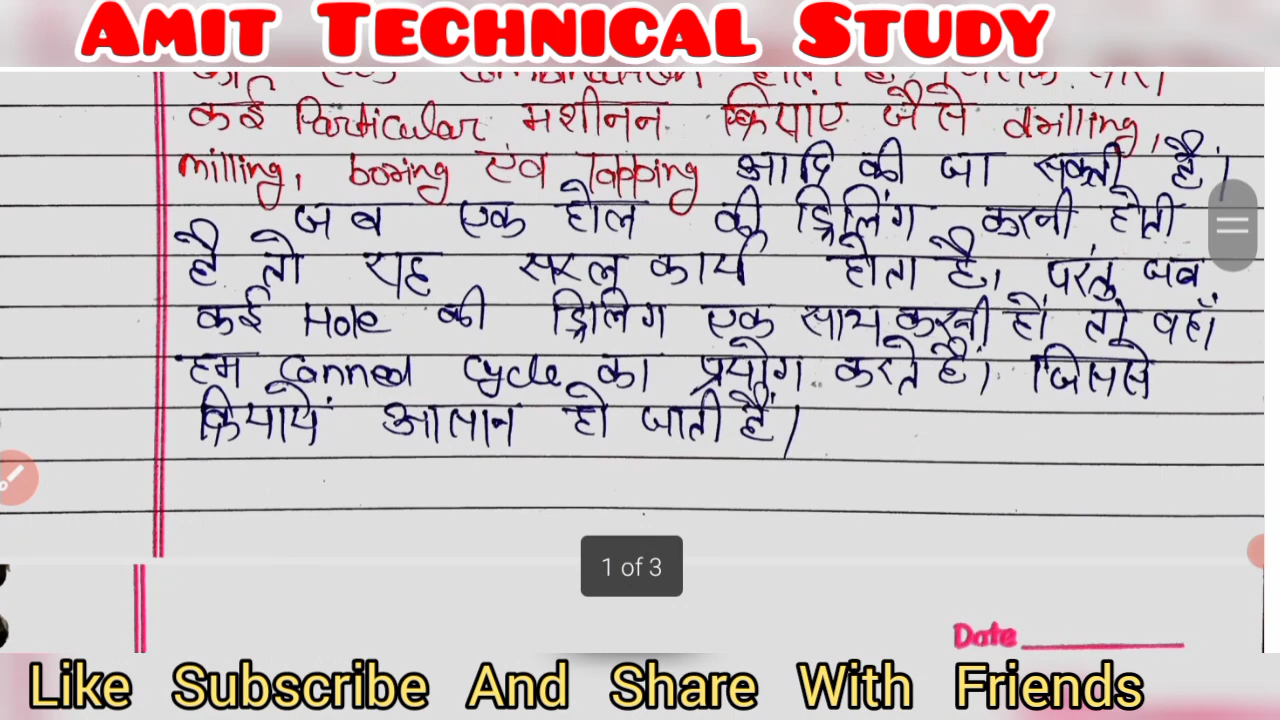 AMIT TECHNICAL STUDY
कई Particular मशीनन क्रियाएं जैसे drilling,
milling, boring एंव Tapping आदि की जा सकती हैं।
जब एक होल की ड्रिलिंग करनी होती
है तो यह सरल कार्य होता है। परंतु जब
कई Hole की ड्रिलिंग एक साथ करनी हों तो वहाँ
हम Canned Cycle का प्रयोग करते हैं। जिससे
क्रियायें आसान हो जाती हैं।
1 of 3
Date
Like Subscribe And Share With Friends